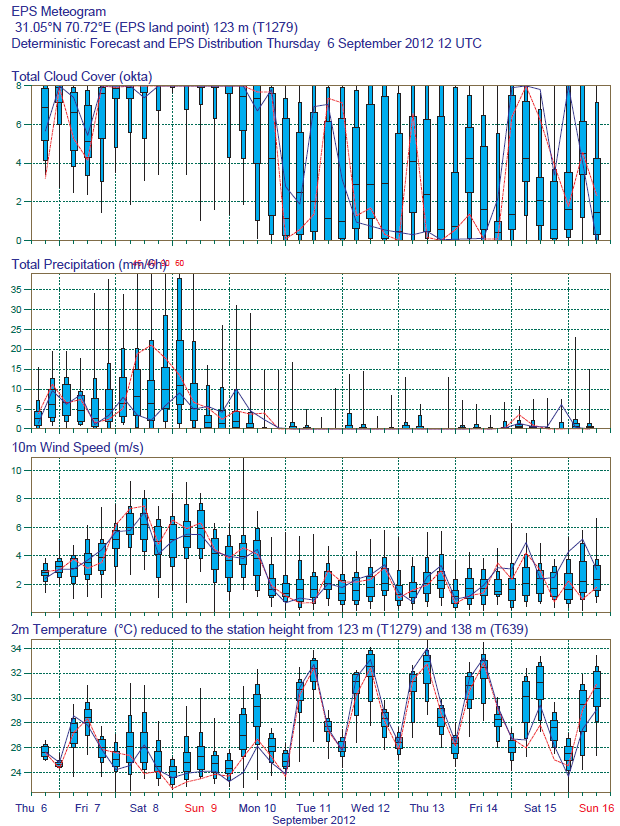 EPS Meteogram
31.05°N 70.72°E (EPS land point) 123 m (T1279)
Deterministic Forecast and EPS Distribution Thursday 6 September 2012 12 UTC
Total Cloud Cover (okta)
8
6
4
2
0
Total Precipitation (mm/6h) 60
35
30
25
20
15
10
5
0
10m Wind Speed (m/s)
10
8
6
4
2
2m Temperature (°C) reduced to the station height from 123 m (T1279) and 138 m (T639)
34
32
30
28
26
24
Thu 6 Fri 7 Sat 8 Sun 9 Mon 10 Tue 11 Wed 12 Thu 13 Fri 14 Sat 15 Sun 16
September 2012